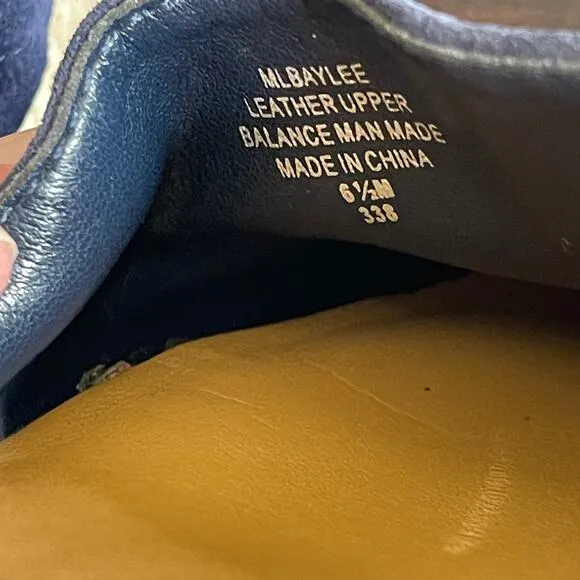 MLBAYLEE
LEATHER UPPER
BALANCE MAN MADE
MADE IN CHINA
6½M
338